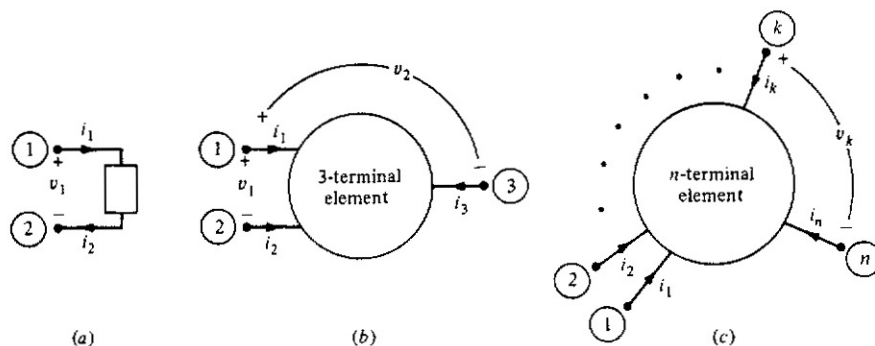 1
i1
+
v1
−
2
i2
(a)
v2
+
−
1
i1
+
v1
−
2
i2
3-terminal
element
i3
3
(b)
k
+
ik
vk
n-terminal
element
in
−
n
2
i2
1
i1
(c)